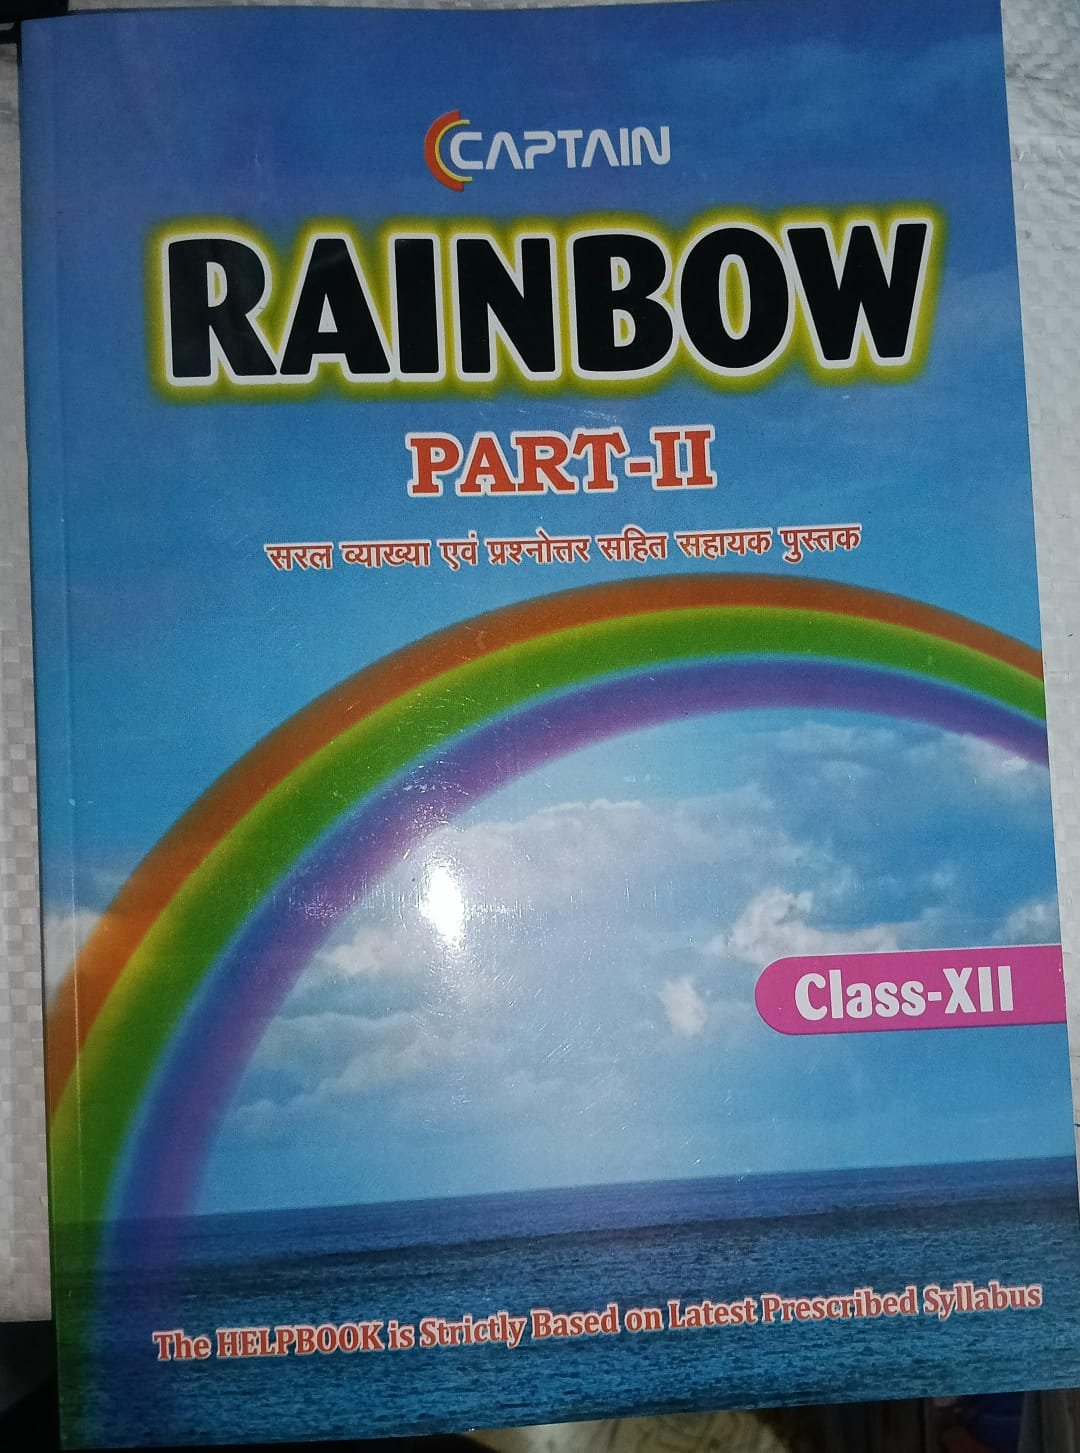 CAPTAIN
RAINBOW
PART-II
सरल व्याख्या एवं प्रश्नोत्तर सहित सहायक पुस्तक
Class-XII
The HELPBOOK is Strictly Based on Latest Prescribed Syllabus